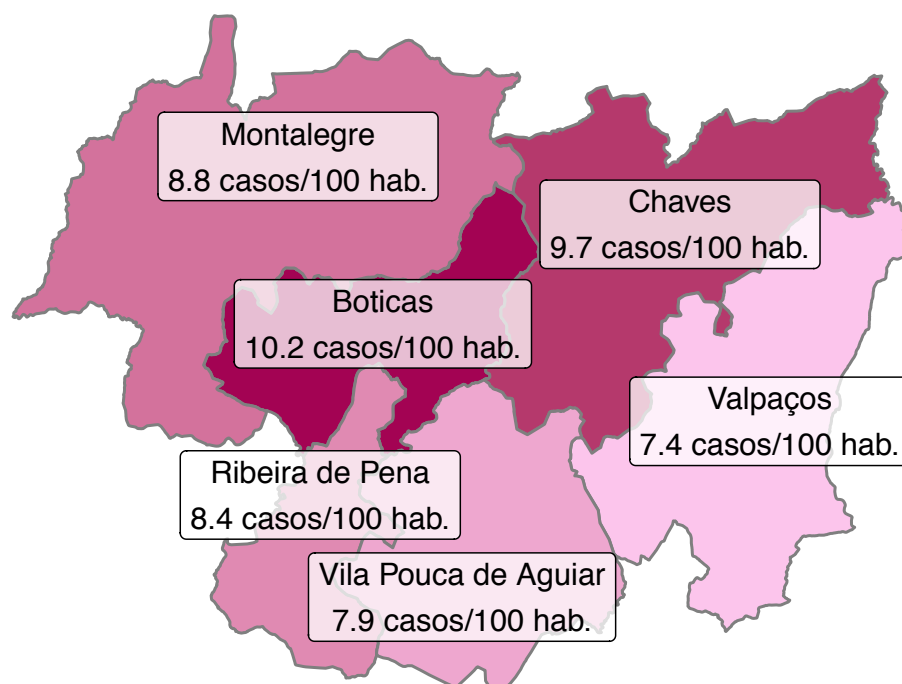 Montalegre
8.8 casos/100 hab.
Chaves
9.7 casos/100 hab.
Boticas
10.2 casos/100 hab.
Valpaços
7.4 casos/100 hab.
Ribeira de Pena
8.4 casos/100 hab.
Vila Pouca de Aguiar
7.9 casos/100 hab.